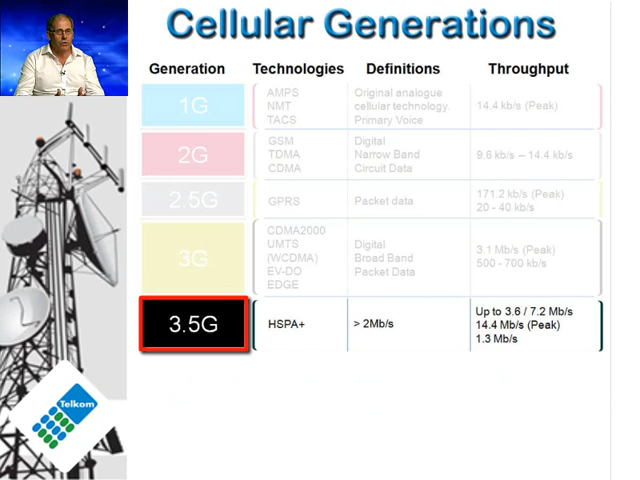 Cellular Generations
Generation Technologies Definitions Throughput
1G
AMPS
NMT
TACS
Original analogue
cellular technology.
Primary Voice
14.4 kb/s (Peak)
2G
GSM
TDMA
CDMA
Digital
Narrow Band
Circuit Data
9.6 kb/s – 14.4 kb/s
2.5G
GPRS
Packet data
171.2 kb/s (Peak)
20 - 40 kb/s
3G
CDMA2000
UMTS
(WCDMA)
EV-DO
EDGE
Digital
Broad Band
Packet Data
3.1 Mb/s (Peak)
500 - 700 kb/s
3.5G
HSPA+
> 2Mb/s
Up to 3.6 / 7.2 Mb/s
14.4 Mb/s (Peak)
1.3 Mb/s
Telkom